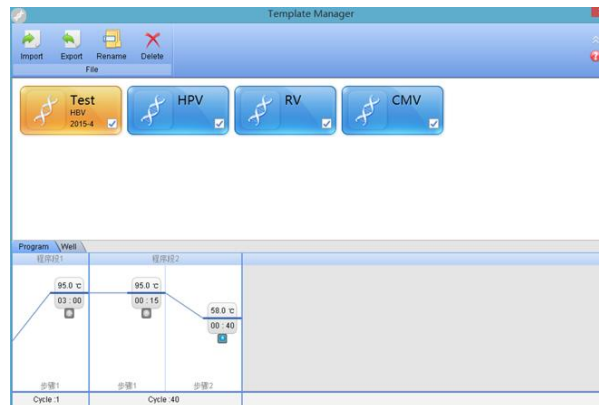 Template Manager
Import Export Rename Delete
File
Test
HBV
2015-4
HPV
RV
CMV
Program Well
程序段1 程序段2
95.0 ℃ 95.0 ℃
03 : 00 00 : 15
58.0 ℃
00 : 40
步骤1 步骤1 步骤2
Cycle :1 Cycle :40